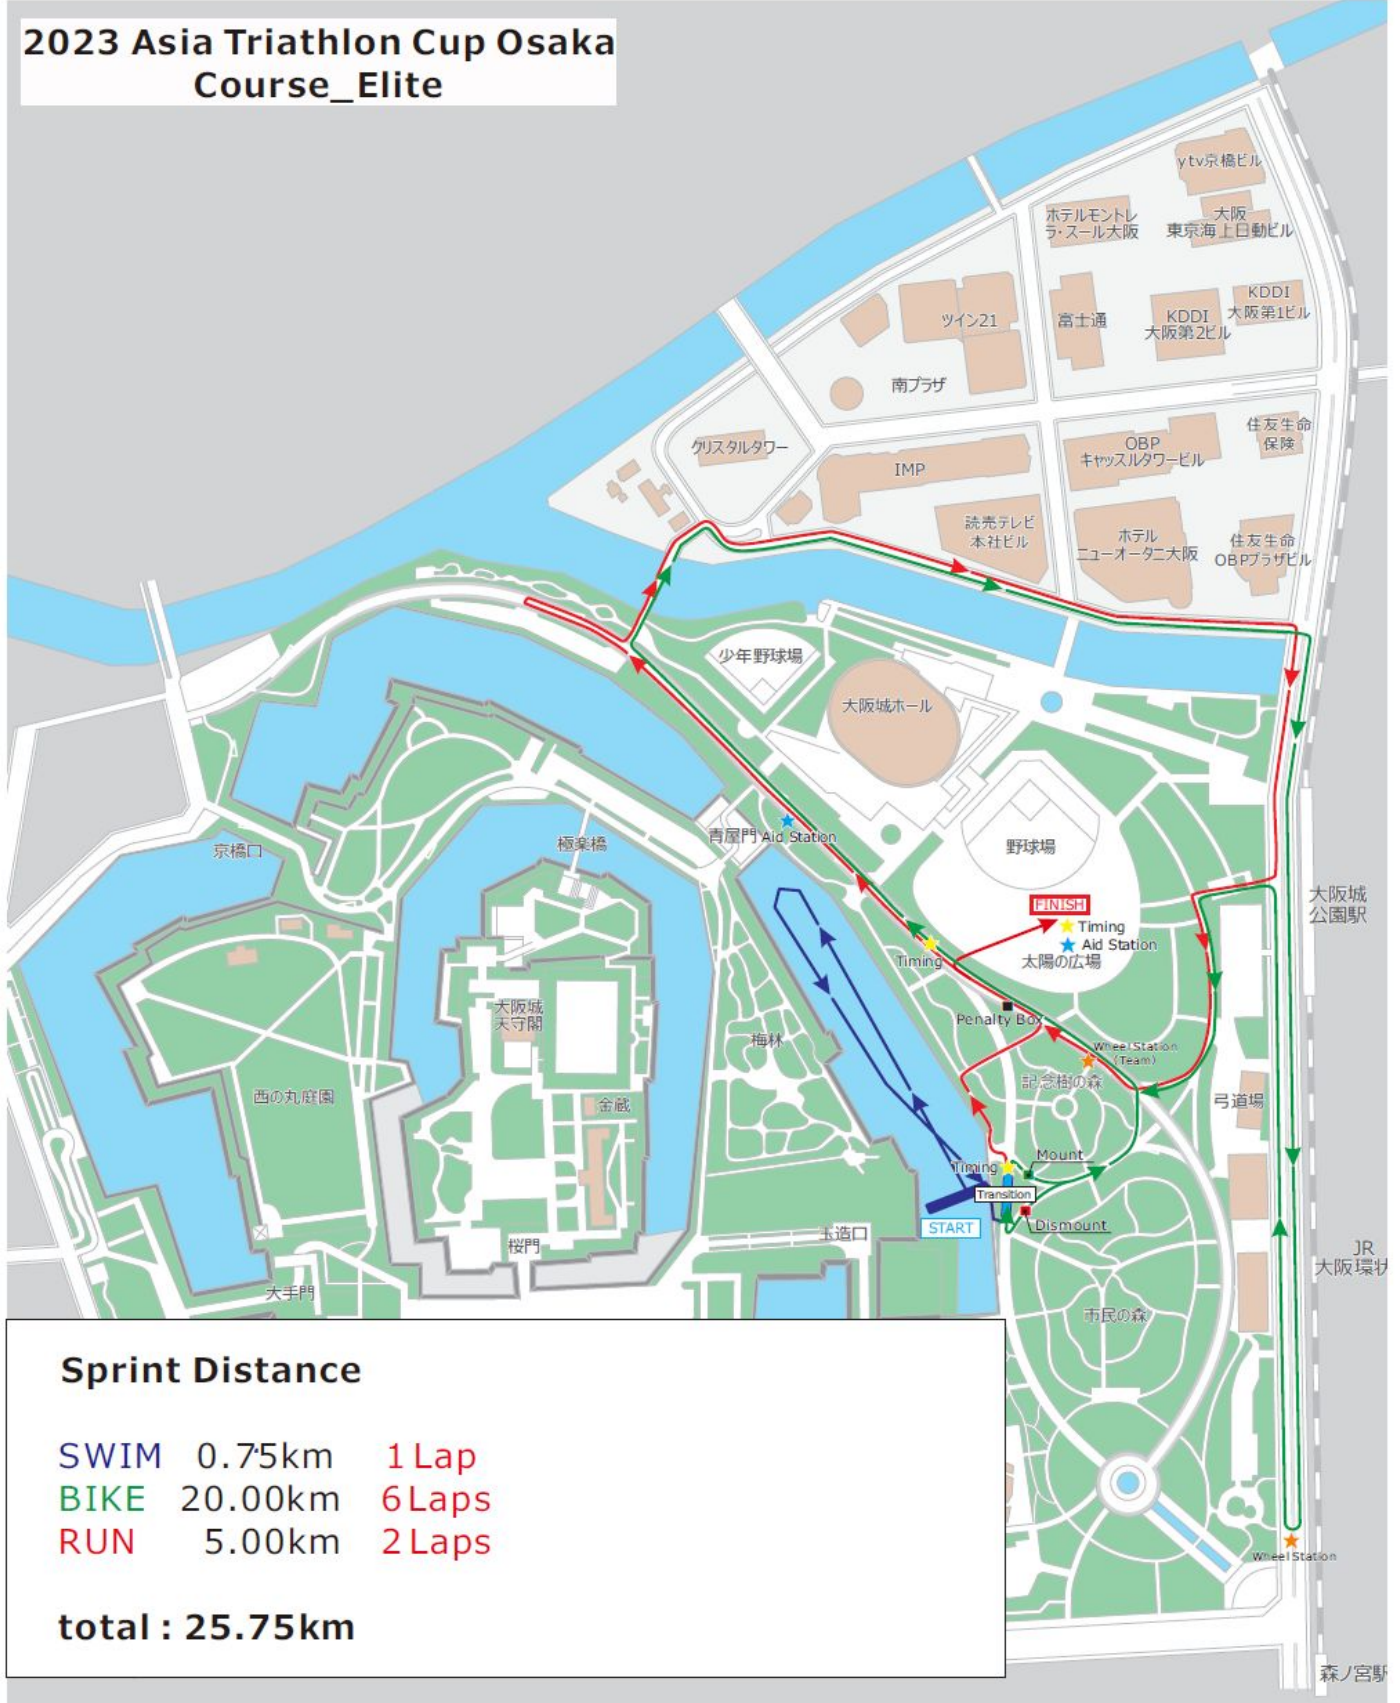 2023 Asia Triathlon Cup Osaka
Course_Elite
ytv京橋ビル
ホテルモントレ
ラ・スール大阪
大阪
東京海上日動ビル
KDDI
大阪第1ビル
ツイン21
富士通
KDDI
大阪第2ビル
南プラザ
クリスタルタワー
IMP
OBP
キャッスルタワービル
住友生命
保険
読売テレビ
本社ビル
ホテル
ニューオータニ大阪
住友生命
OBPプラザビル
少年野球場
大阪城ホール
京橋口
極楽橋
青屋門
Aid Station
野球場
大阪城
公園駅
FINISH
Timing
Aid Station
太陽の広場
Timing
Penalty Box
大阪城
天守閣
梅林
Wheel Station
(Team)
記念樹の森
西の丸庭園
金蔵
弓道場
Mount
Timing
Transition
START
Dismount
玉造口
桜門
大手門
JR
大阪環状
市民の森
Wheel Station
森ノ宮駅
Sprint Distance
SWIM 0.75km 1 Lap
BIKE 20.00km 6 Laps
RUN 5.00km 2 Laps
total : 25.75km